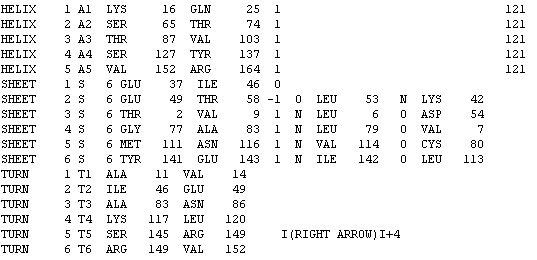 HELIX    1 A1 LYS     16  GLN     25  1                              121
HELIX    2 A2 SER     65  THR     74  1                              121
HELIX    3 A3 THR     87  VAL    103  1                              121
HELIX    4 A4 SER    127  TYR    137  1                              121
HELIX    5 A5 VAL    152  ARG    164  1                              121
SHEET    1 S   6 GLU    37  ILE    46  0
SHEET    2 S   6 GLU    49  THR    58 -1  O  LEU    53   N  LYS    42
SHEET    3 S   6 THR     2  VAL     9  1  N  LEU     6   O  ASP    54
SHEET    4 S   6 GLY    77  ALA    83  1  N  LEU    79   O  VAL     7
SHEET    5 S   6 MET   111  ASN   116  1  N  VAL   114   O  CYS    80
SHEET    6 S   6 TYR   141  GLU   143  1  N  ILE   142   O  LEU   113
TURN     1 T1 ALA    11  VAL    14
TURN     2 T2 ILE    46  GLU    49
TURN     3 T3 ALA    83  ASN    86
TURN     4 T4 LYS   117  LEU   120
TURN     5 T5 SER   145  ARG   149     I(RIGHT ARROW)I+4
TURN     6 T6 ARG   149  VAL   152